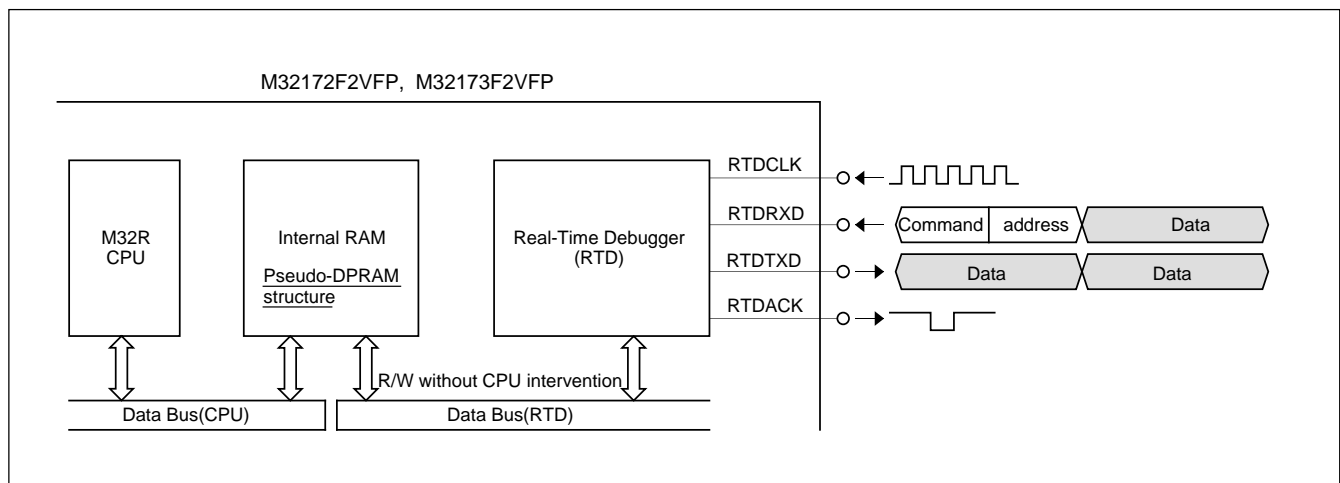 M32172F2VFP, M32173F2VFP
M32R
CPU
Internal RAM
Pseudo-DPRAM
structure
Real-Time Debugger
(RTD)
RTDCLK
RTDRXD
RTDTXD
RTDACK
Command
address
Data
Data
Data
R/W without CPU intervention
Data Bus(CPU)
Data Bus(RTD)